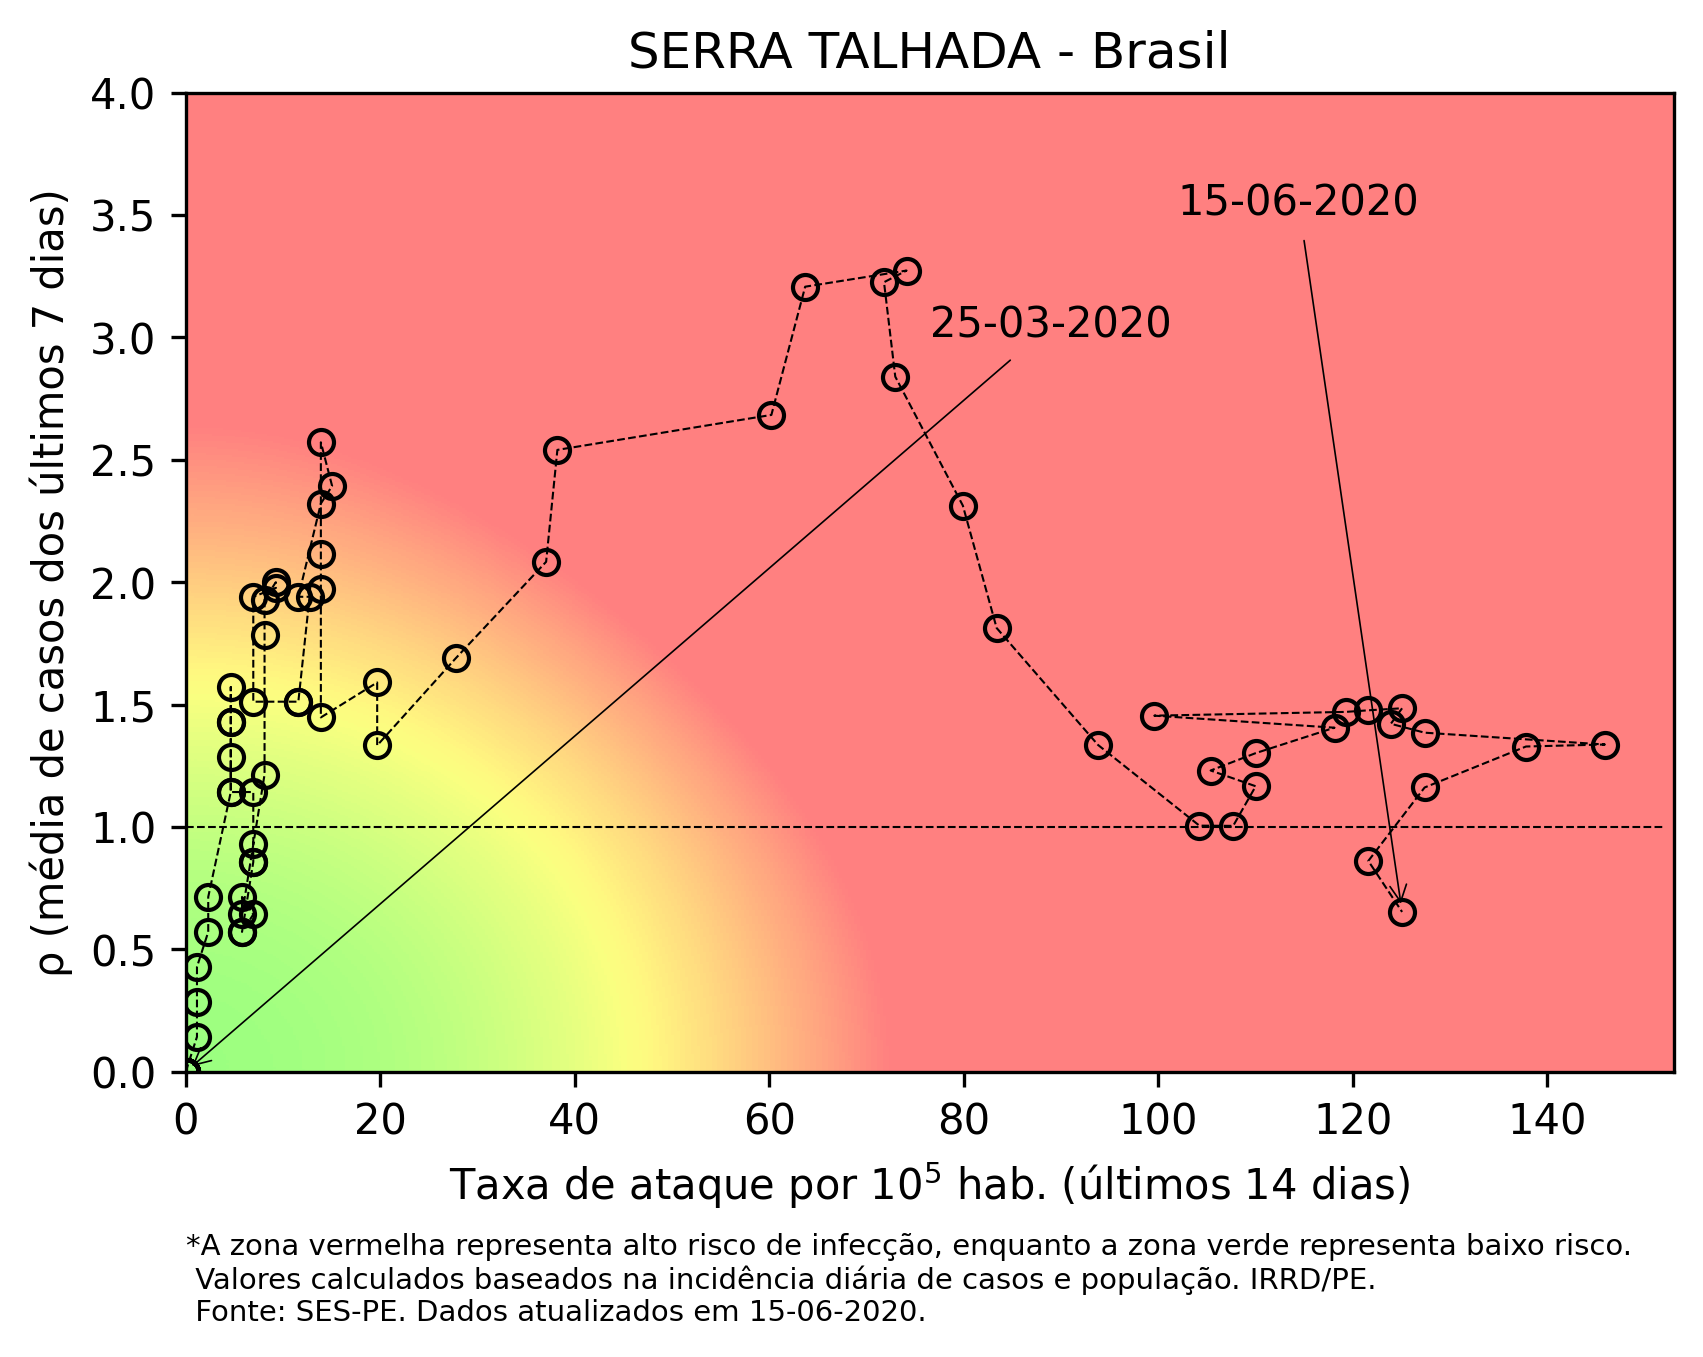 SERRA TALHADA - Brasil
4.0
3.5
3.0
2.5
2.0
1.5
1.0
0.5
0.0
ρ (média de casos dos últimos 7 dias)
15-06-2020
25-03-2020
0 20 40 60 80 100 120 140
Taxa de ataque por 10⁵ hab. (últimos 14 dias)
*A zona vermelha representa alto risco de infecção, enquanto a zona verde representa baixo risco.
Valores calculados baseados na incidência diária de casos e população. IRRD/PE.
Fonte: SES-PE. Dados atualizados em 15-06-2020.